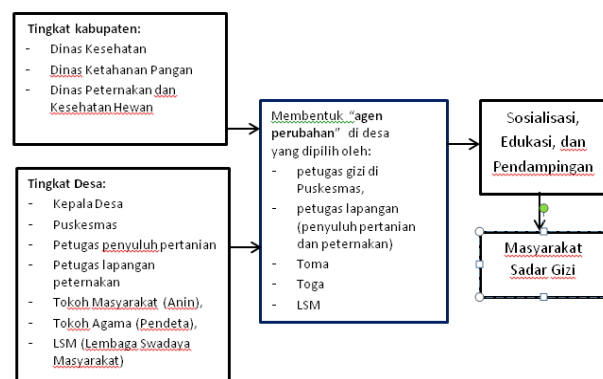 Tingkat kabupaten:
- Dinas Kesehatan
- Dinas Ketahanan Pangan
- Dinas Peternakan dan
Kesehatan Hewan
Tingkat Desa:
- Kepala Desa
- Puskesmas
- Petugas penyuluh pertanian
- Petugas lapangan
peternakan
- Tokoh Masyarakat (Anin),
- Tokoh Agama (Pendeta),
- LSM (Lembaga Swadaya
Masyarakat)
Membentuk “agen
perubahan” di desa
yang dipilih oleh:
- petugas gizi di
Puskesmas,
- petugas lapangan
(penyuluh pertanian
dan peternakan)
- Toma
- Toga
- LSM
Sosialisasi,
Edukasi, dan
Pendampingan
Masyarakat
Sadar Gizi